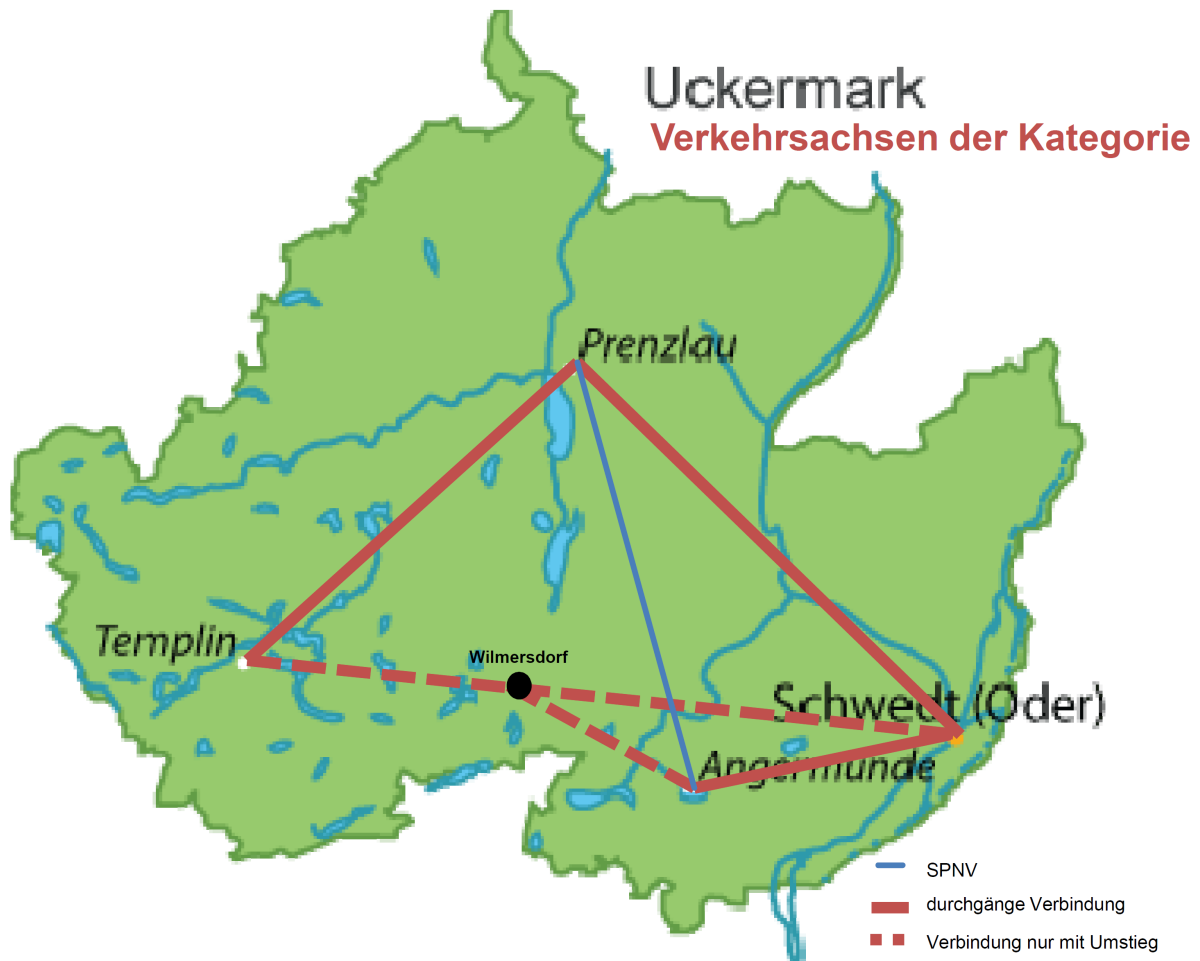 Uckermark
Verkehrsachsen der Kategorie
Prenzlau
Templin
Wilmersdorf
Schwedt (Oder)
Angermünde
SPNV
durchgänge Verbindung
Verbindung nur mit Umstieg